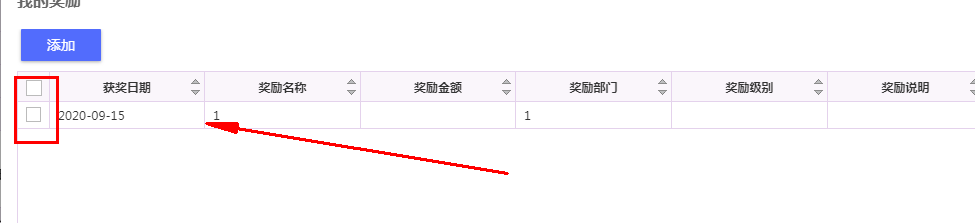 我的奖励
添加
获奖日期 奖励名称 奖励金额 奖励部门 奖励级别 奖励说明
2020-09-15 1 1